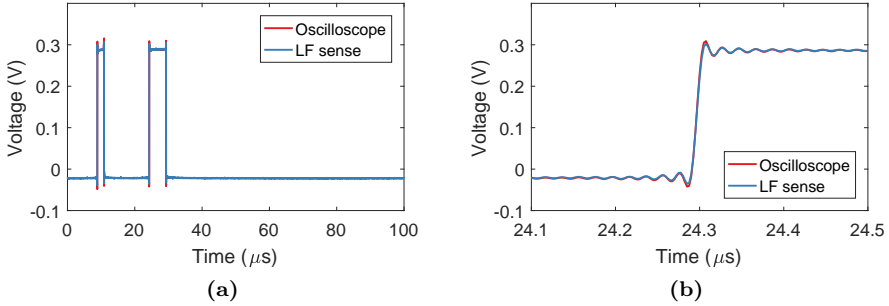 Oscilloscope
LF sense
0.3
0.2
0.1
0
-0.1
Voltage (V)
0 20 40 60 80 100
Time (μs)
(a)
0.3
0.2
0.1
0
-0.1
Voltage (V)
Oscilloscope
LF sense
24.1 24.2 24.3 24.4 24.5
Time (μs)
(b)